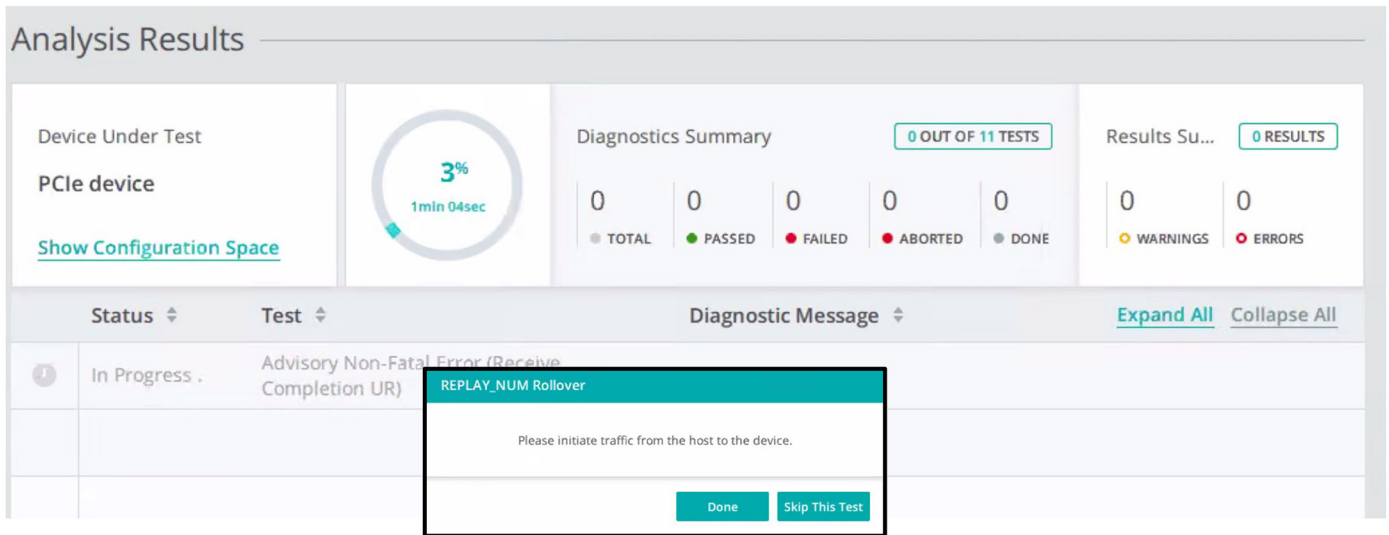 Analysis Results
Device Under Test
PCIe device
Show Configuration Space
3%
1min 04sec
Diagnostics Summary
0 OUT OF 11 TESTS
0 0 0 0 0
TOTAL PASSED FAILED ABORTED DONE
Results Su...
0 RESULTS
0 0
WARNINGS ERRORS
Status Test Diagnostic Message Expand All Collapse All
In Progress .
Advisory Non-Fatal Error (Receive
Completion UR)
REPLAY_NUM Rollover
Please initiate traffic from the host to the device.
Done Skip This Test